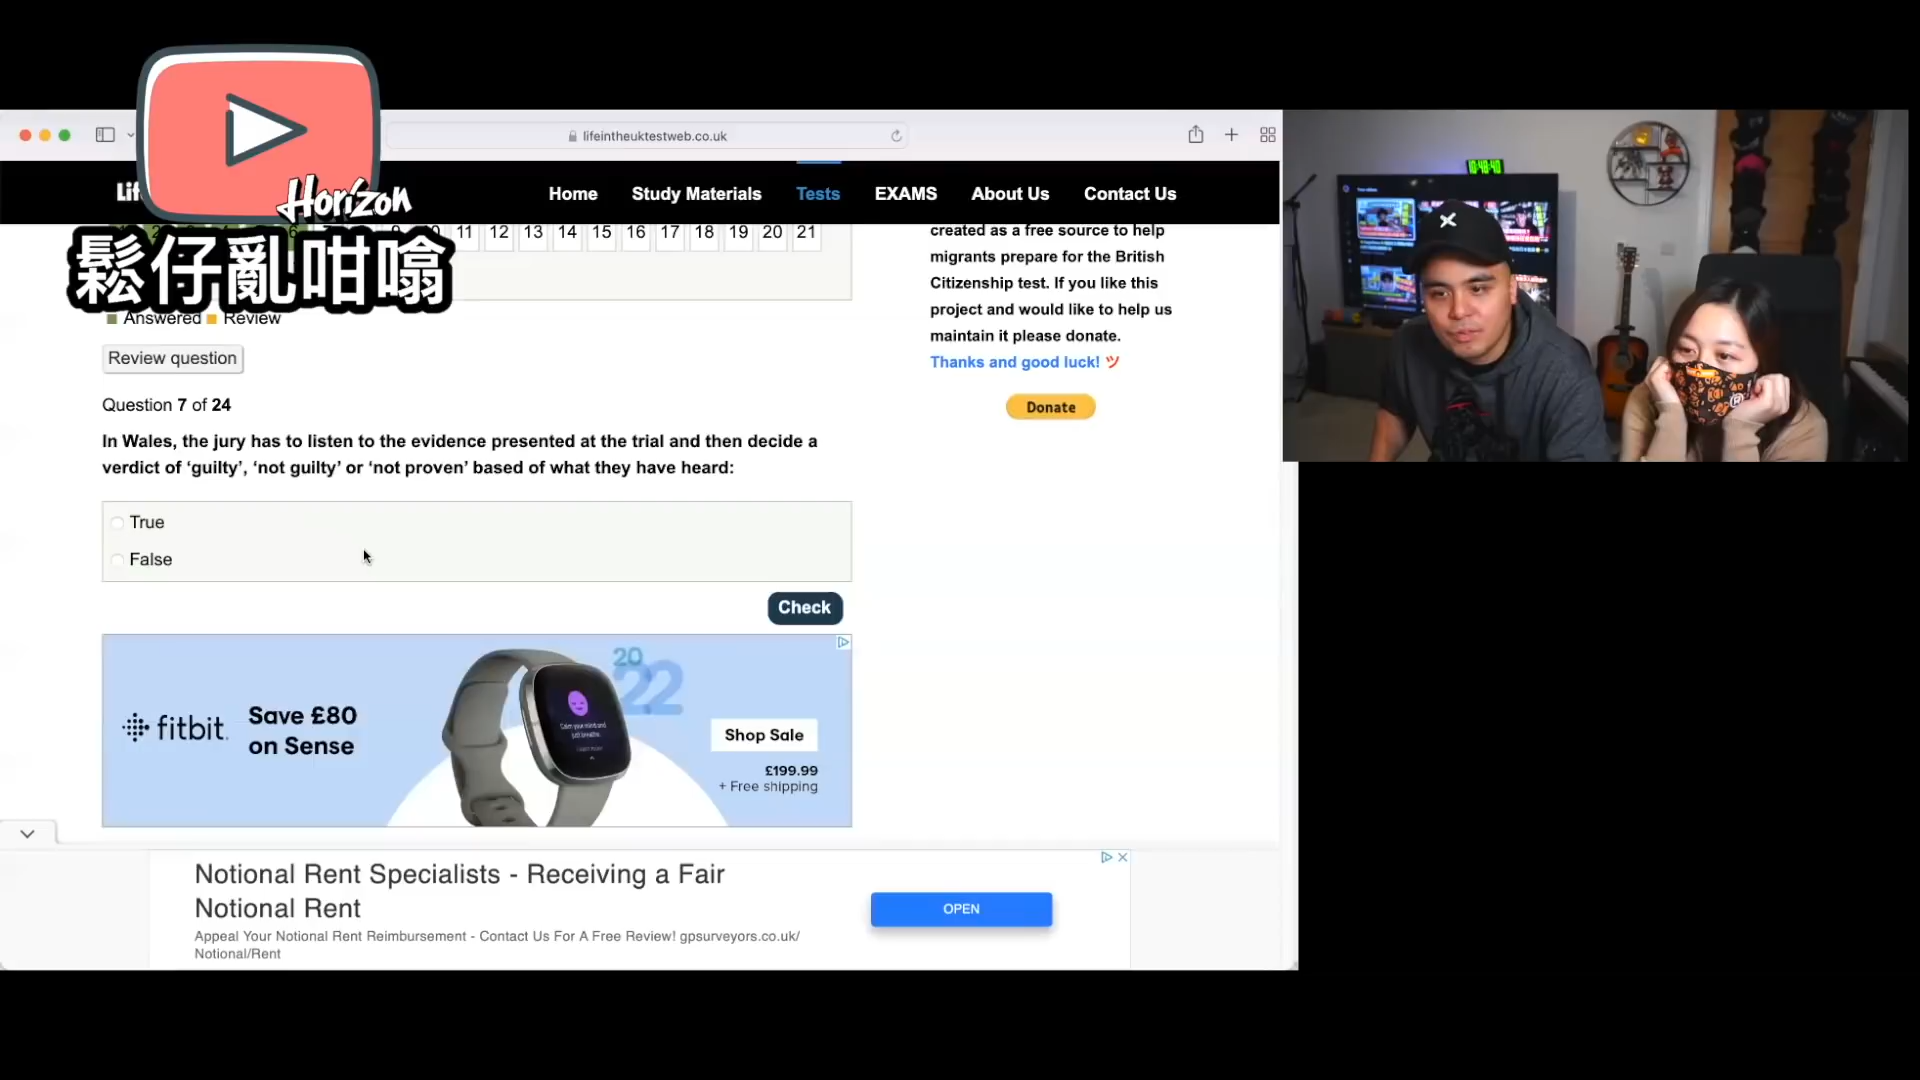 lifeintheuktestweb.co.uk
Horizon
鬆仔亂咁噏
Home
Study Materials
Tests
EXAMS
About Us
Contact Us
11 12 13 14 15 16 17 18 19 20 21
Answered Review
Review question
Question 7 of 24
In Wales, the jury has to listen to the evidence presented at the trial and then decide a
verdict of ‘guilty’, ‘not guilty’ or ‘not proven’ based of what they have heard:
True
False
Check
created as a free source to help
migrants prepare for the British
Citizenship test. If you like this
project and would like to help us
maintain it please donate.
Thanks and good luck! ツ
Donate
fitbit.
Save £80
on Sense
2022
Shop Sale
£199.99
+ Free shipping
Notional Rent Specialists - Receiving a Fair
Notional Rent
Appeal Your Notional Rent Reimbursement - Contact Us For A Free Review! gpsurveyors.co.uk/
Notional/Rent
OPEN
10:48:40